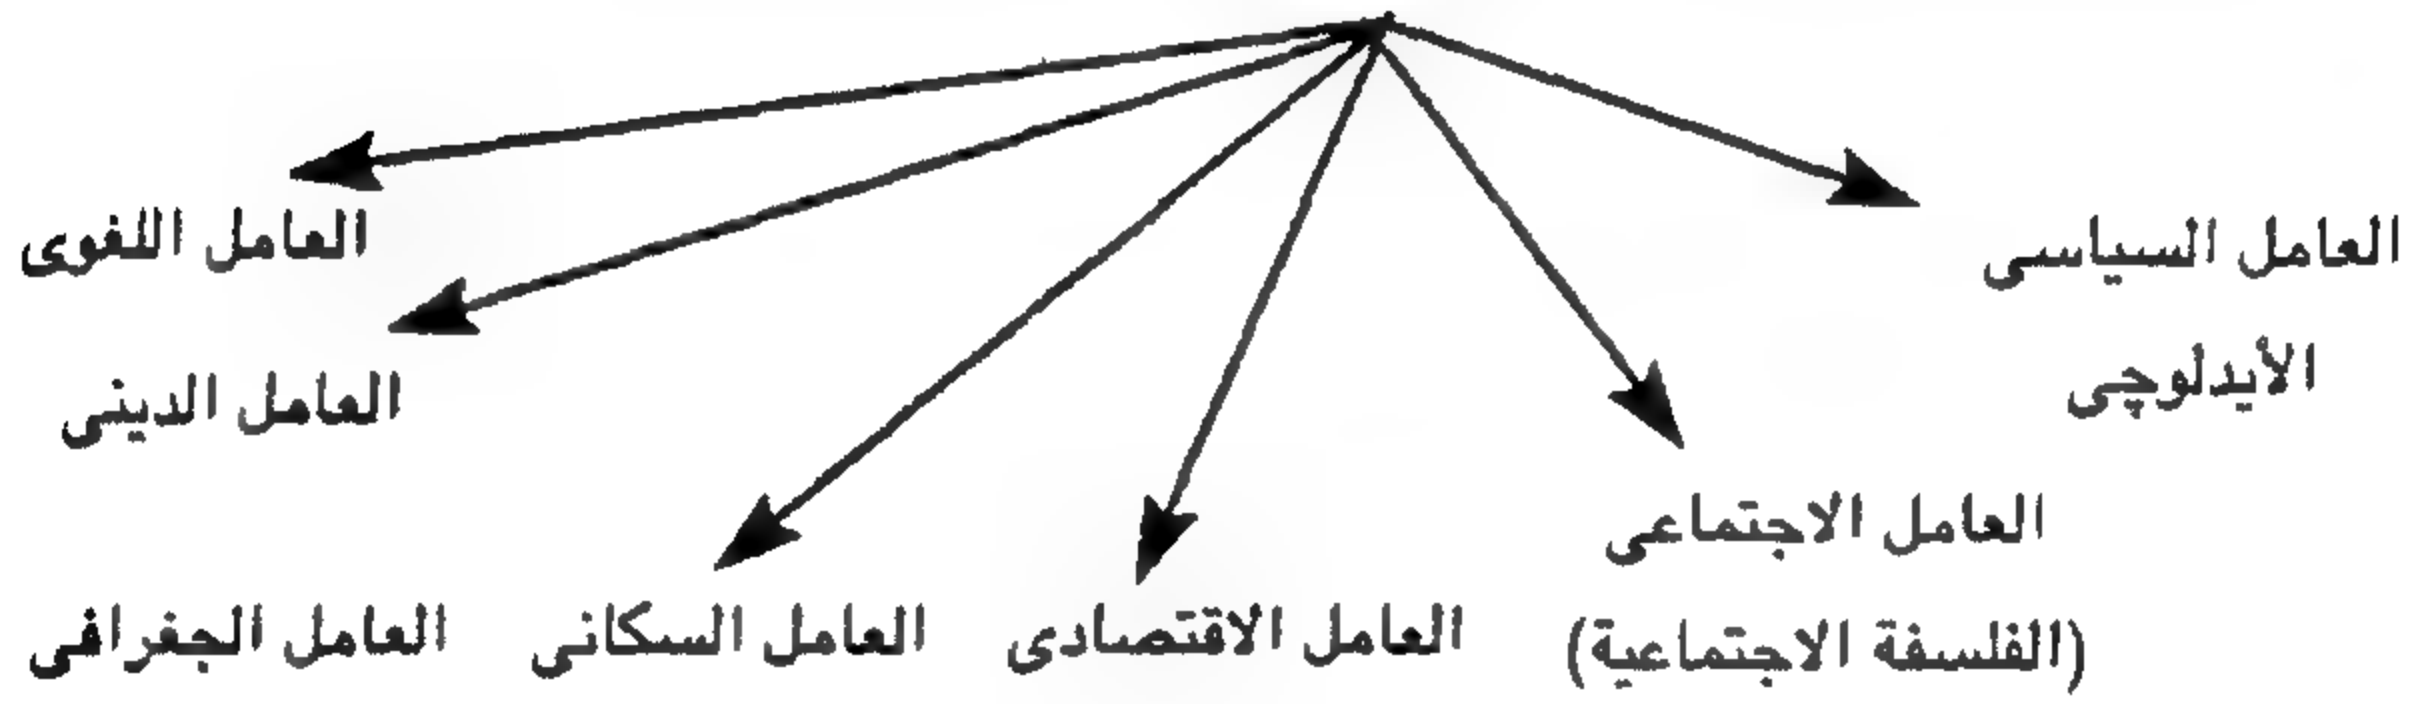 العامل السياسى
الأيدلوچى
العامل اللغوى
العامل الدينى
العامل الاجتماعى
(الفلسفة الاجتماعية)
العامل الاقتصادى
العامل السكانى
العامل الجغرافى